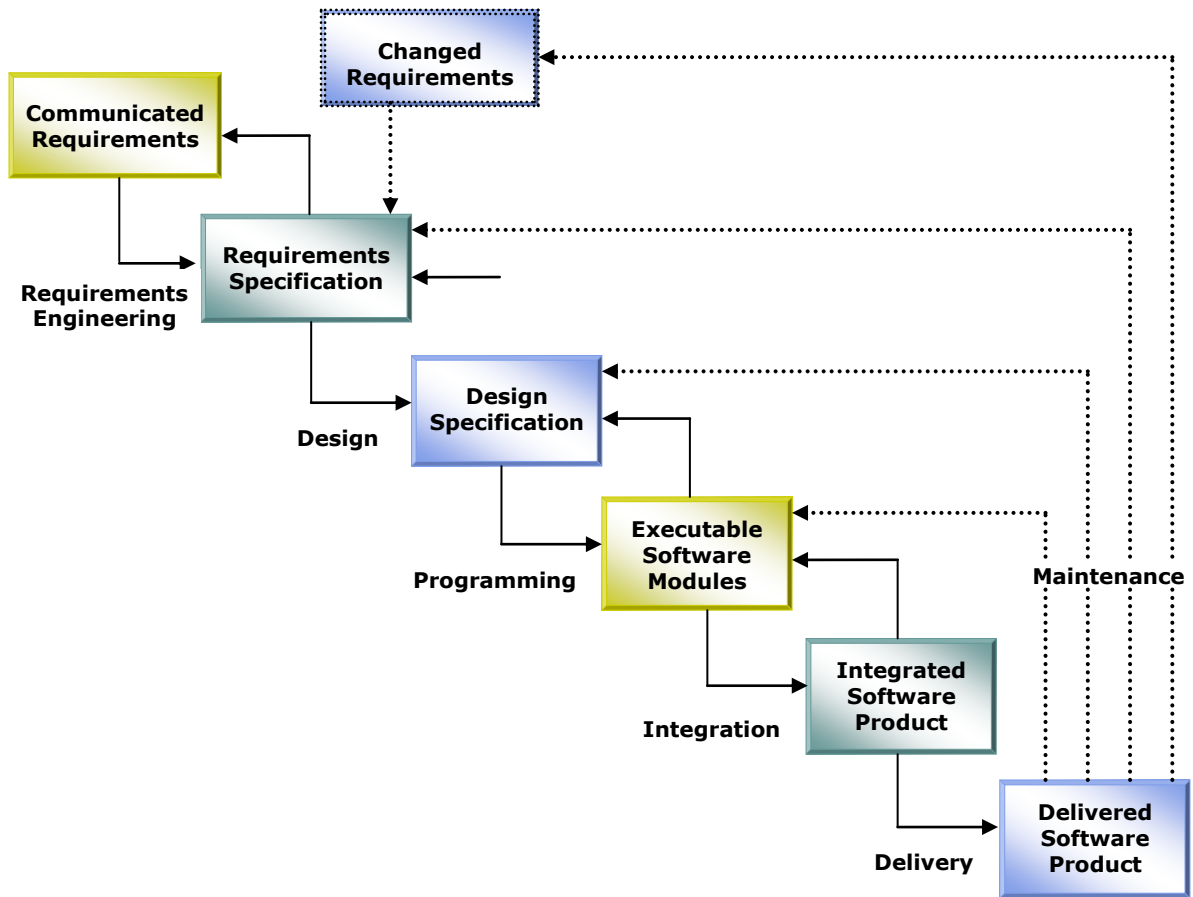 Changed
Requirements
Communicated
Requirements
Requirements
Specification
Requirements
Engineering
Design
Specification
Design
Executable
Software
Modules
Programming
Maintenance
Integrated
Software
Product
Integration
Delivered
Software
Product
Delivery